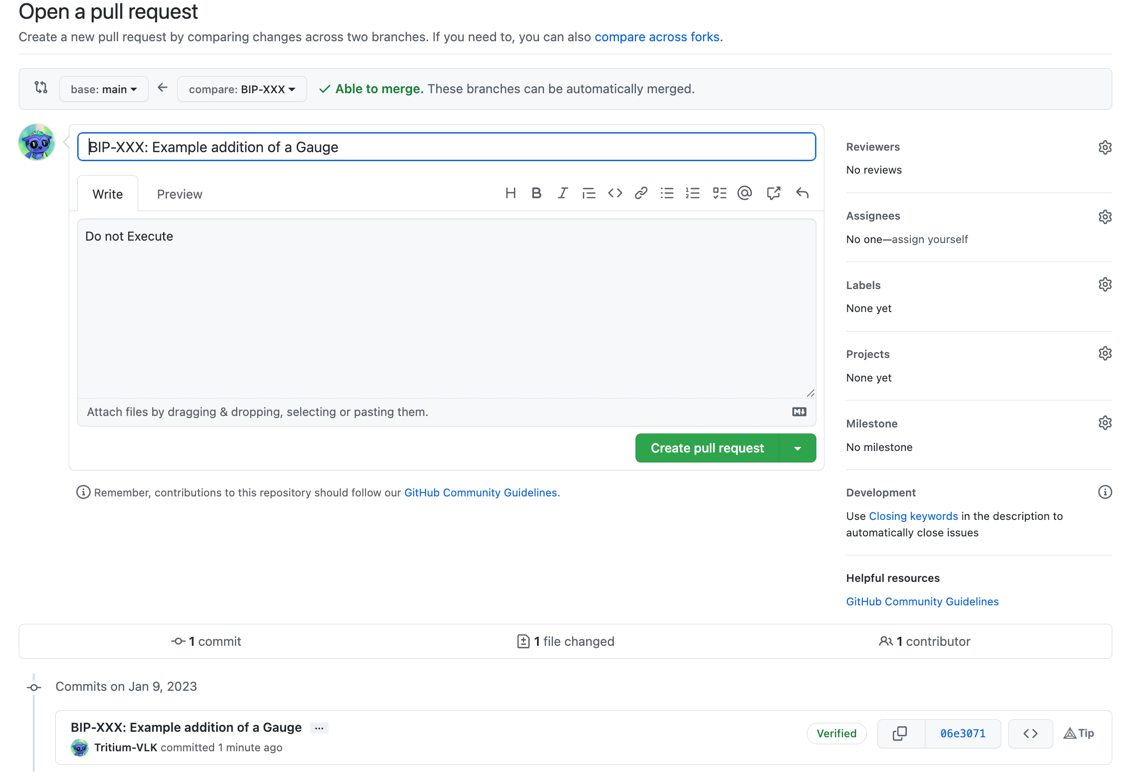 Open a pull request
Create a new pull request by comparing changes across two branches. If you need to, you can also compare across forks.
base: main
compare: BIP-XXX
Able to merge. These branches can be automatically merged.
BIP-XXX: Example addition of a Gauge
Write
Preview
Do not Execute
Attach files by dragging & dropping, selecting or pasting them.
Create pull request
Remember, contributions to this repository should follow our GitHub Community Guidelines.
Reviewers
No reviews
Assignees
No one—assign yourself
Labels
None yet
Projects
None yet
Milestone
No milestone
Development
Use Closing keywords in the description to
automatically close issues
Helpful resources
GitHub Community Guidelines
1 commit
1 file changed
1 contributor
Commits on Jan 9, 2023
BIP-XXX: Example addition of a Gauge ...
Tritium-VLK committed 1 minute ago
Verified
06e3071
Tip